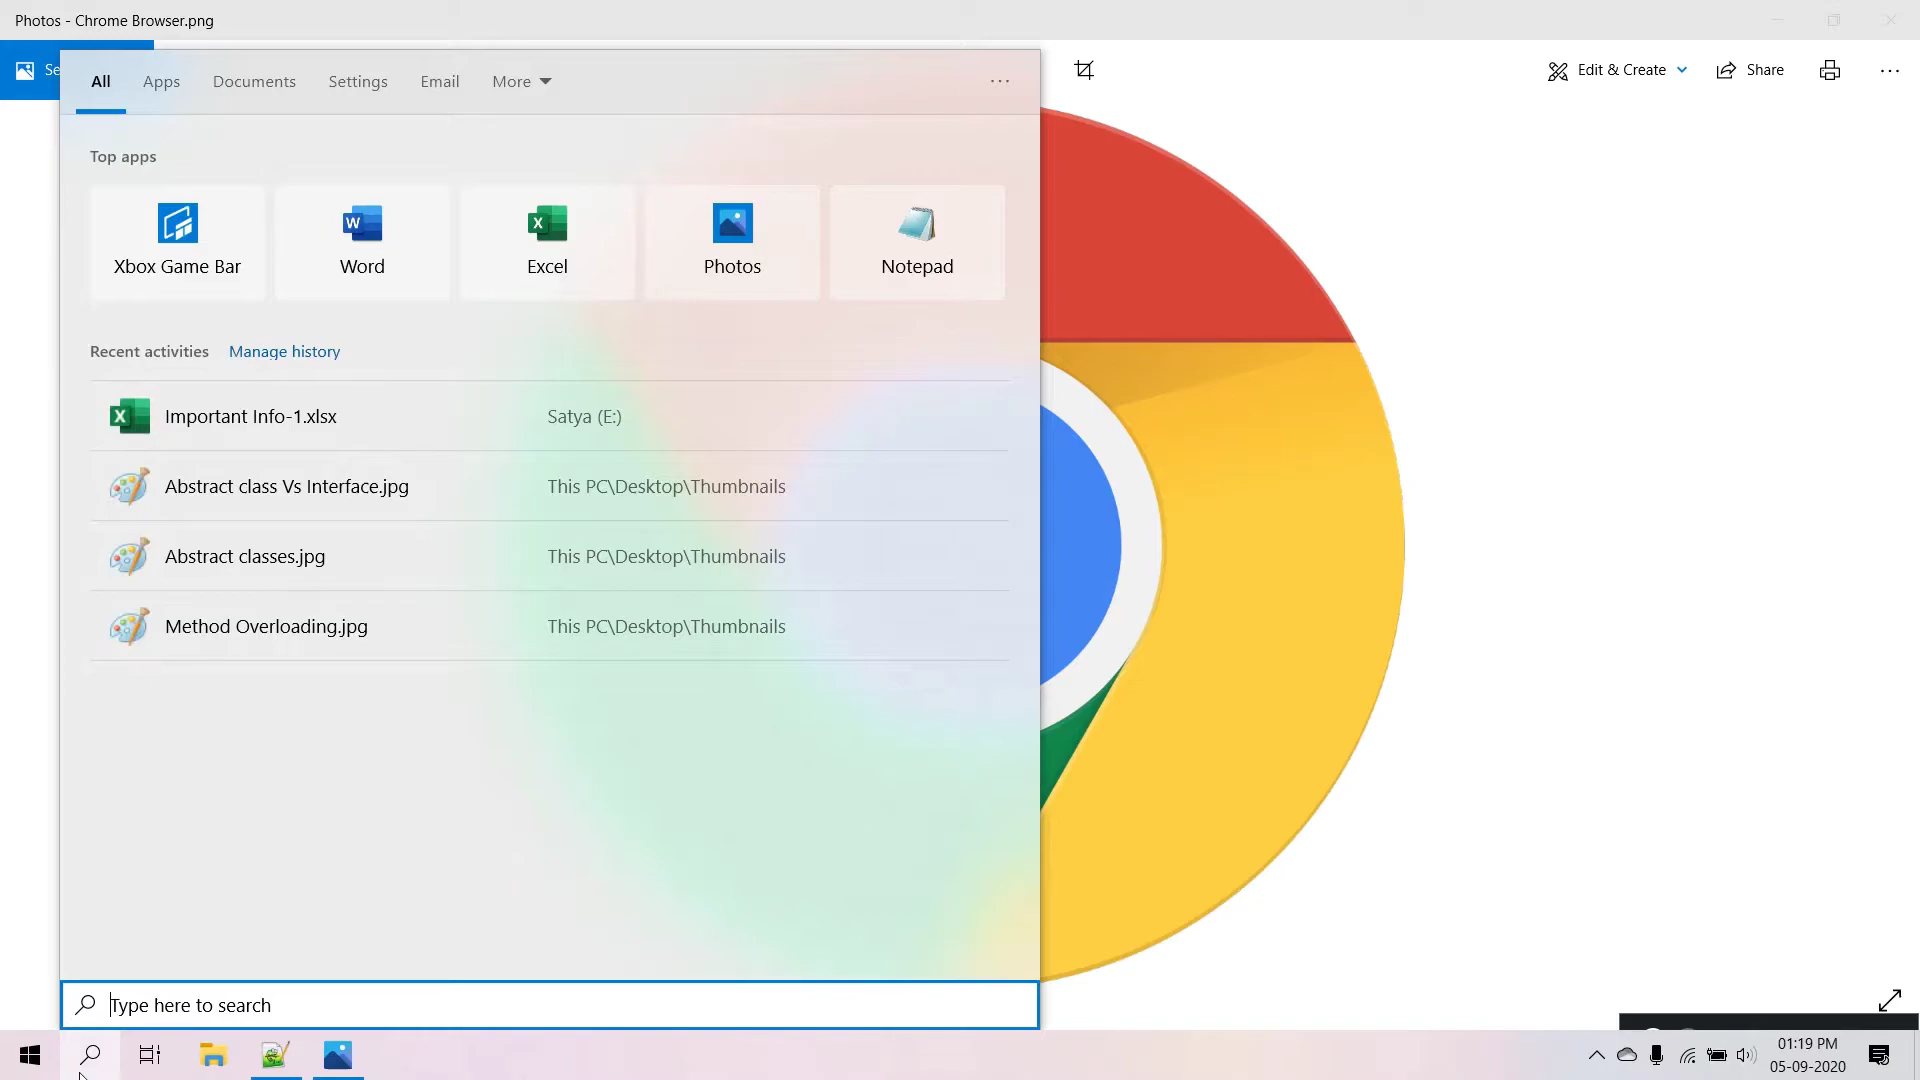 Photos - Chrome Browser.png
Se
Edit & Create
Share
All Apps Documents Settings Email More
Top apps
Xbox Game Bar
Word
Excel
Photos
Notepad
Recent activities Manage history
Important Info-1.xlsx Satya (E:)
Abstract class Vs Interface.jpg This PC\Desktop\Thumbnails
Abstract classes.jpg This PC\Desktop\Thumbnails
Method Overloading.jpg This PC\Desktop\Thumbnails
Type here to search
01:19 PM
05-09-2020